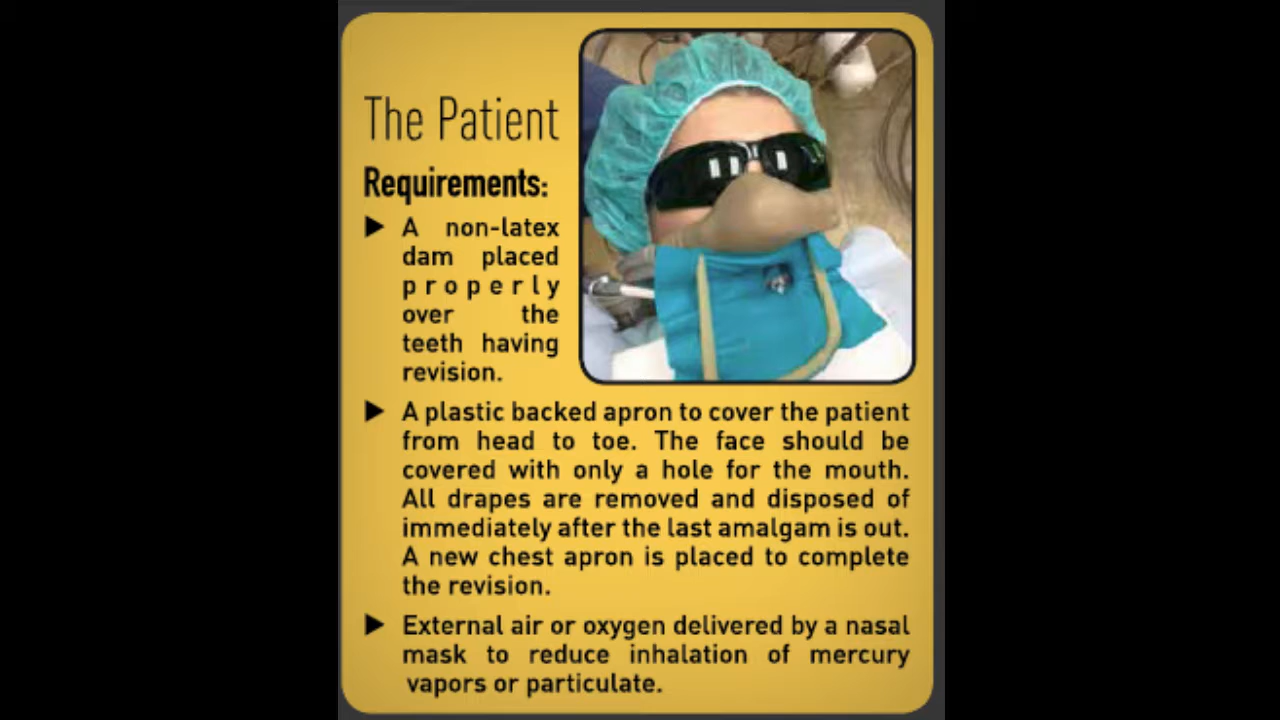 The Patient
Requirements:
▶ A non-latex
dam placed
properly
over the
teeth having
revision.
▶ A plastic backed apron to cover the patient
from head to toe. The face should be
covered with only a hole for the mouth.
All drapes are removed and disposed of
immediately after the last amalgam is out.
A new chest apron is placed to complete
the revision.
▶ External air or oxygen delivered by a nasal
mask to reduce inhalation of mercury
vapors or particulate.